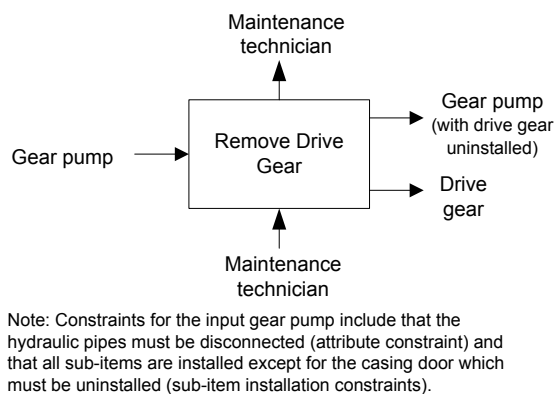 Maintenance
technician
Gear pump
Remove Drive
Gear
Gear pump
(with drive gear
uninstalled)
Drive
gear
Maintenance
technician
Note: Constraints for the input gear pump include that the
hydraulic pipes must be disconnected (attribute constraint) and
that all sub-items are installed except for the casing door which
must be uninstalled (sub-item installation constraints).